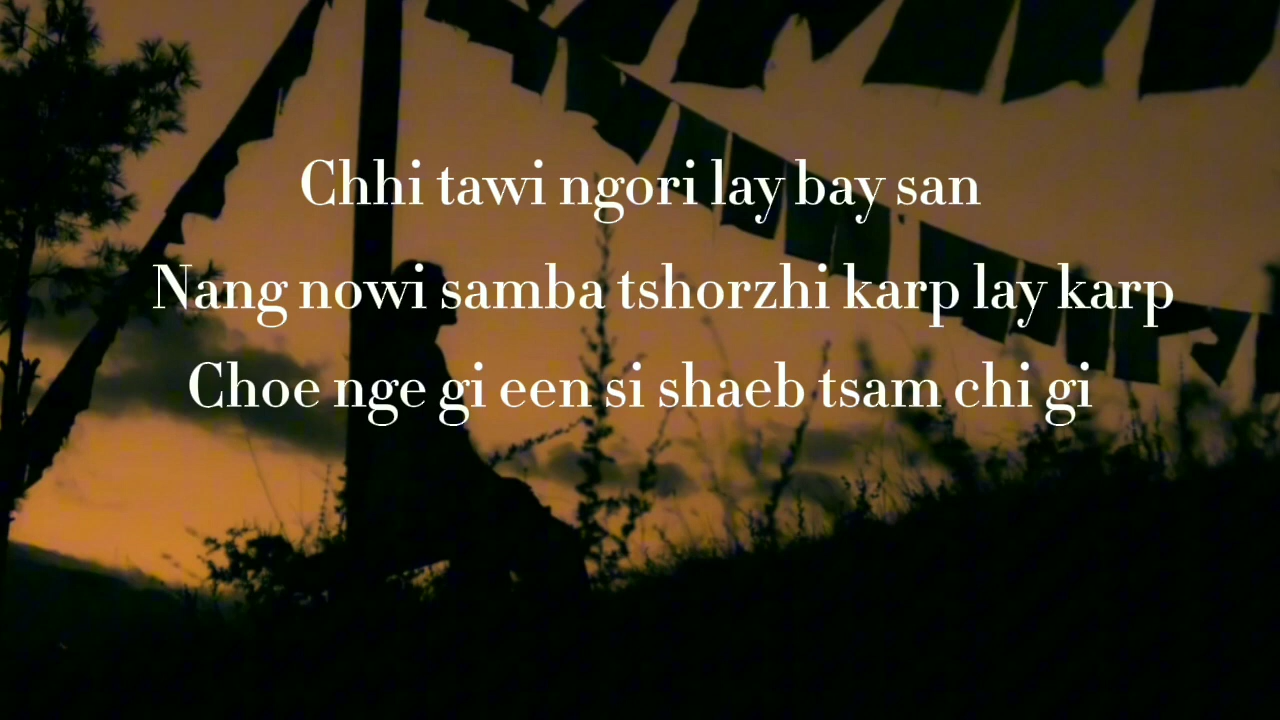 Chhi tawi ngori lay bay san
Nang nowi samba tshorzhi karp lay karp
Choe nge gi een si shaeb tsam chi gi